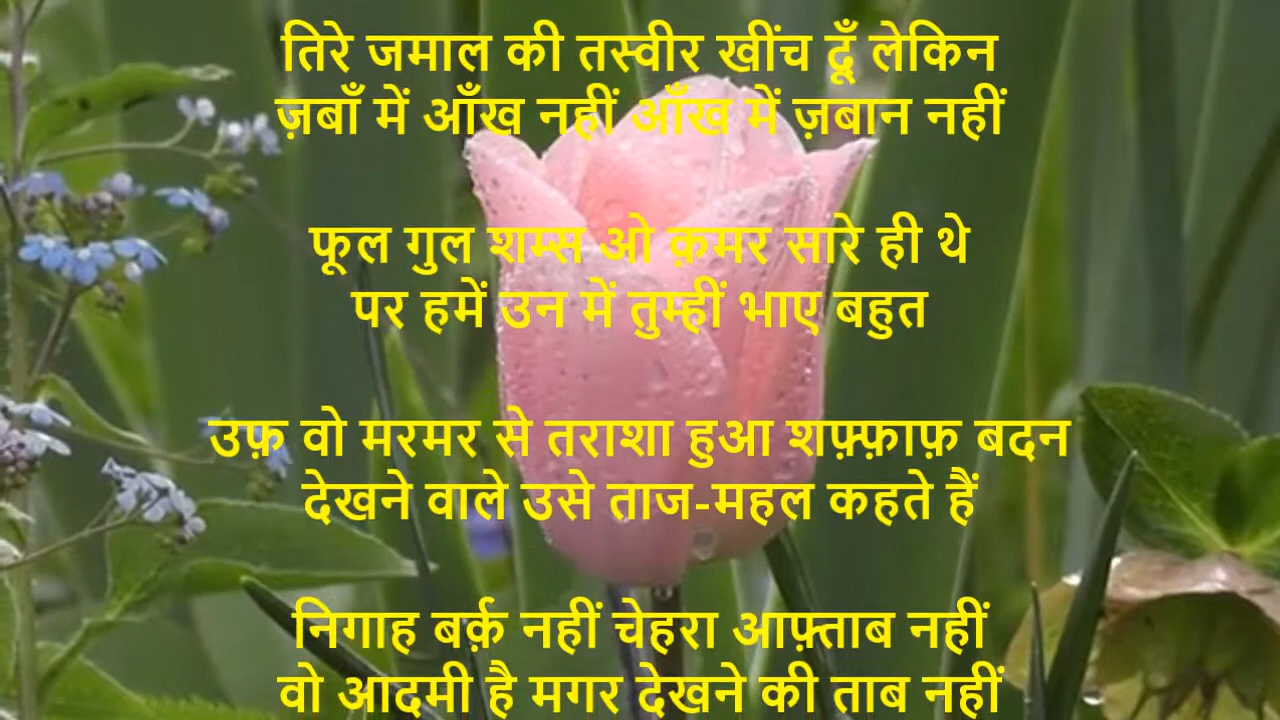 तिरे जमाल की तस्वीर खींच दूँ लेकिन
ज़बाँ में आँख नहीं आँख में ज़बान नहीं
फूल गुल शम्स ओ क़मर सारे ही थे
पर हमें उन में तुम्हीं भाए बहुत
उफ़ वो मरमर से तराशा हुआ शफ़्फ़ाफ़ बदन
देखने वाले उसे ताज-महल कहते हैं
निगाह बर्क़ नहीं चेहरा आफ़्ताब नहीं
वो आदमी है मगर देखने की ताब नहीं